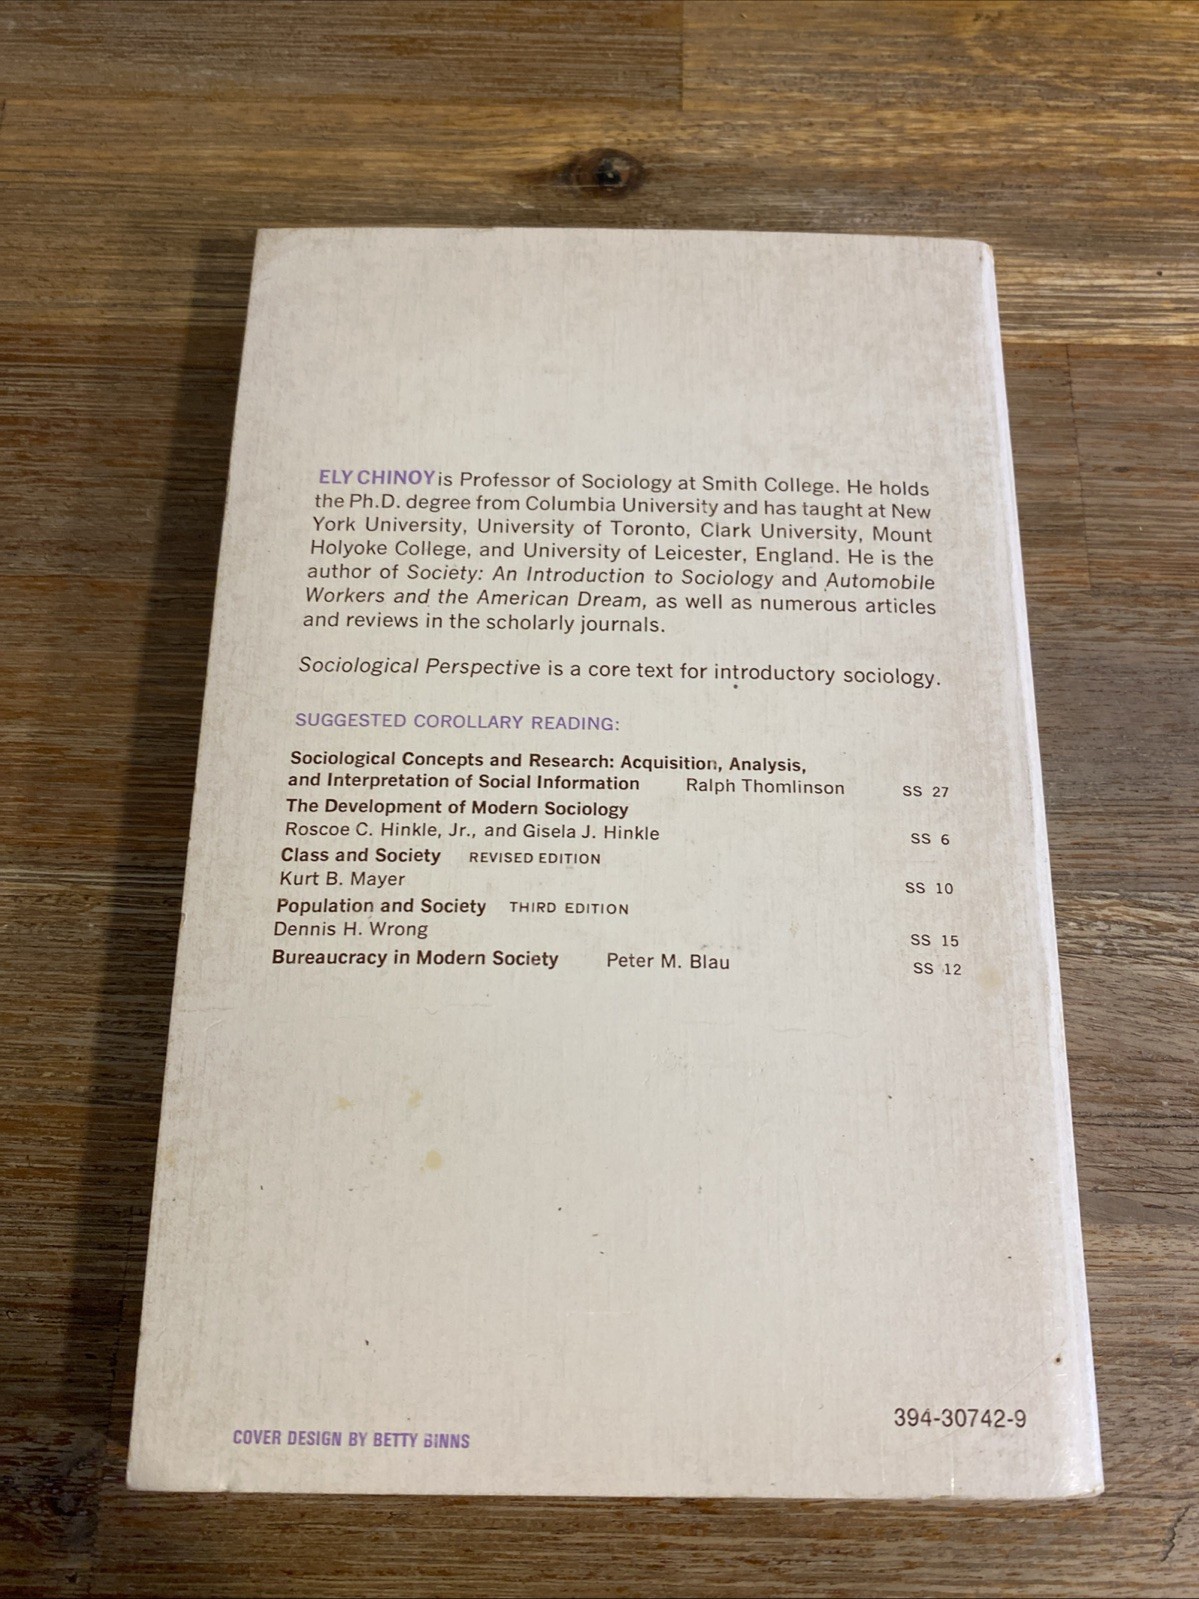 ELY CHINOY is Professor of Sociology at Smith College. He holds
the Ph.D. degree from Columbia University and has taught at New
York University, University of Toronto, Clark University, Mount
Holyoke College, and University of Leicester, England. He is the
author of Society: An Introduction to Sociology and Automobile
Workers and the American Dream, as well as numerous articles
and reviews in the scholarly journals.
Sociological Perspective is a core text for introductory sociology.
SUGGESTED COROLLARY READING:
Sociological Concepts and Research: Acquisition, Analysis,
and Interpretation of Social Information Ralph Thomlinson SS 27
The Development of Modern Sociology
Roscoe C. Hinkle, Jr., and Gisela J. Hinkle SS 6
Class and Society REVISED EDITION
Kurt B. Mayer SS 10
Population and Society THIRD EDITION
Dennis H. Wrong SS 15
Bureaucracy in Modern Society Peter M. Blau SS 12
394-30742-9
COVER DESIGN BY BETTY BINNS